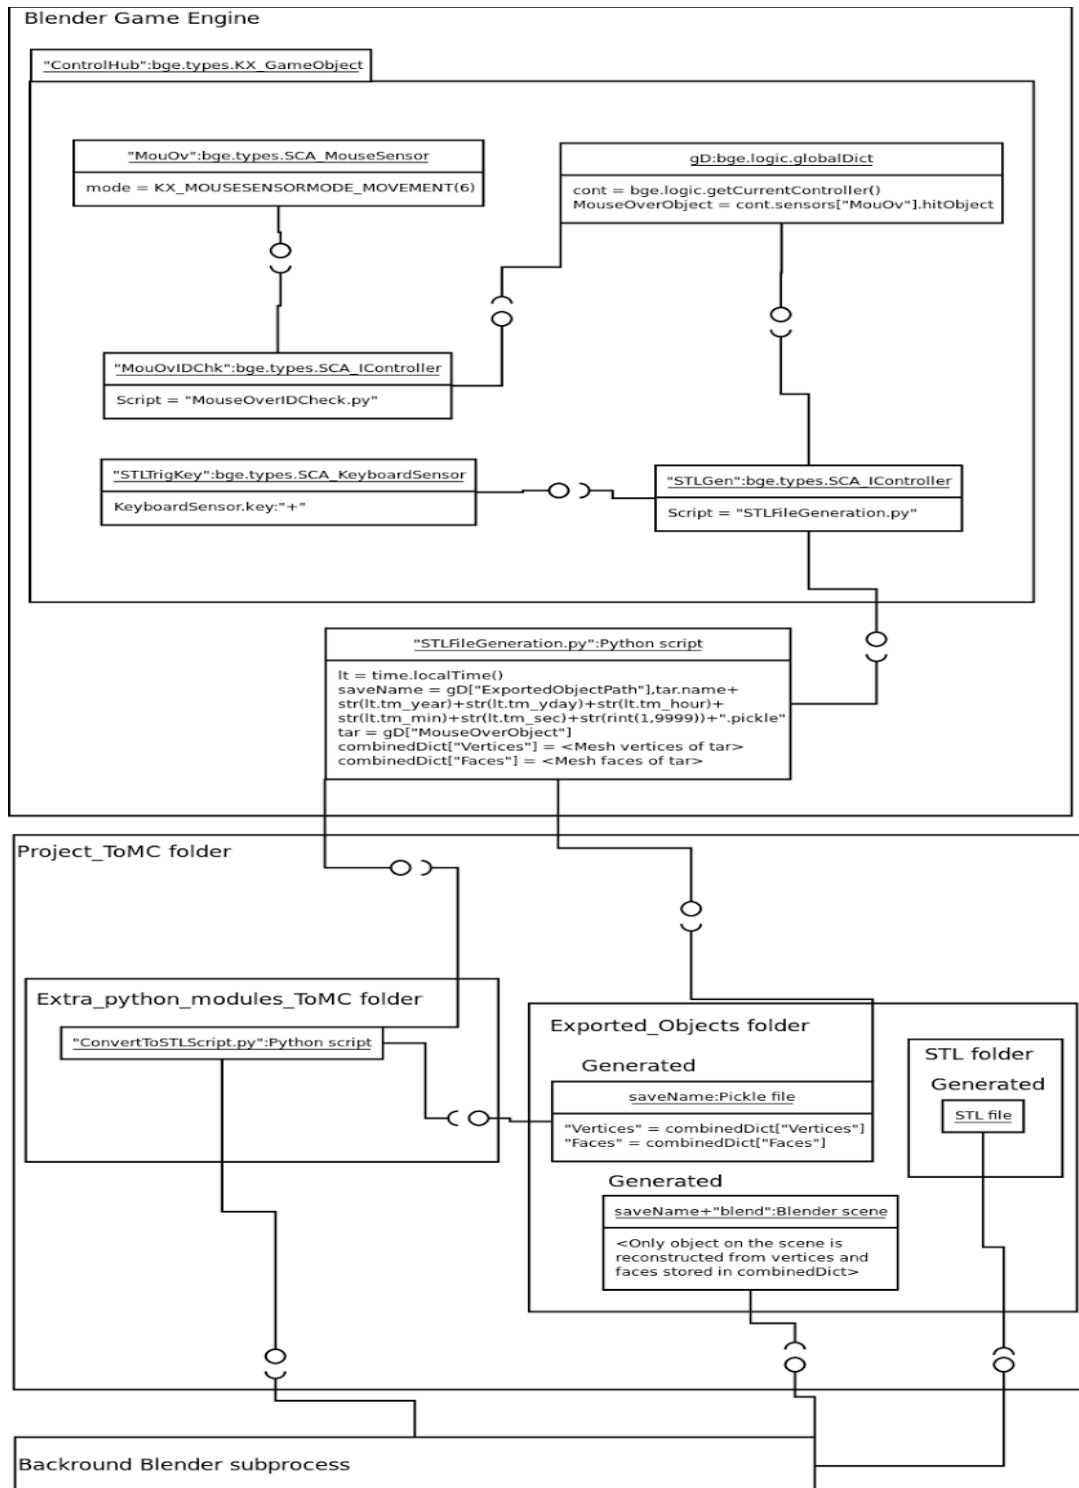 Blender Game Engine
"ControlHub":bge.types.KX_GameObject
"MouOv":bge.types.SCA_MouseSensor
mode = KX_MOUSESENSORMODE_MOVEMENT(6)
gD:bge.logic.globalDict
cont = bge.logic.getCurrentController()
MouseOverObject = cont.sensors["MouOv"].hitObject
"MouOvIDChk":bge.types.SCA_IController
Script = "MouseOverIDCheck.py"
"STLTrigKey":bge.types.SCA_KeyboardSensor
KeyboardSensor.key:"+"
"STLGen":bge.types.SCA_IController
Script = "STLFileGeneration.py"
"STLFileGeneration.py":Python script
lt = time.localTime()
saveName = gD["ExportedObjectPath"],tar.name+
str(lt.tm_year)+str(lt.tm_yday)+str(lt.tm_hour)+
str(lt.tm_min)+str(lt.tm_sec)+str(rint(1,9999))+".pickle"
tar = gD["MouseOverObject"]
combinedDict["Vertices"] = <Mesh vertices of tar>
combinedDict["Faces"] = <Mesh faces of tar>
Project_ToMC folder
Extra_python_modules_ToMC folder
"ConvertToSTLScript.py":Python script
Exported_Objects folder
Generated
saveName:Pickle file
"Vertices" = combinedDict["Vertices"]
"Faces" = combinedDict["Faces"]
STL folder
Generated
STL file
Generated
saveName+"blend":Blender scene
<Only object on the scene is
reconstructed from vertices and
faces stored in combinedDict>
Backround Blender subprocess